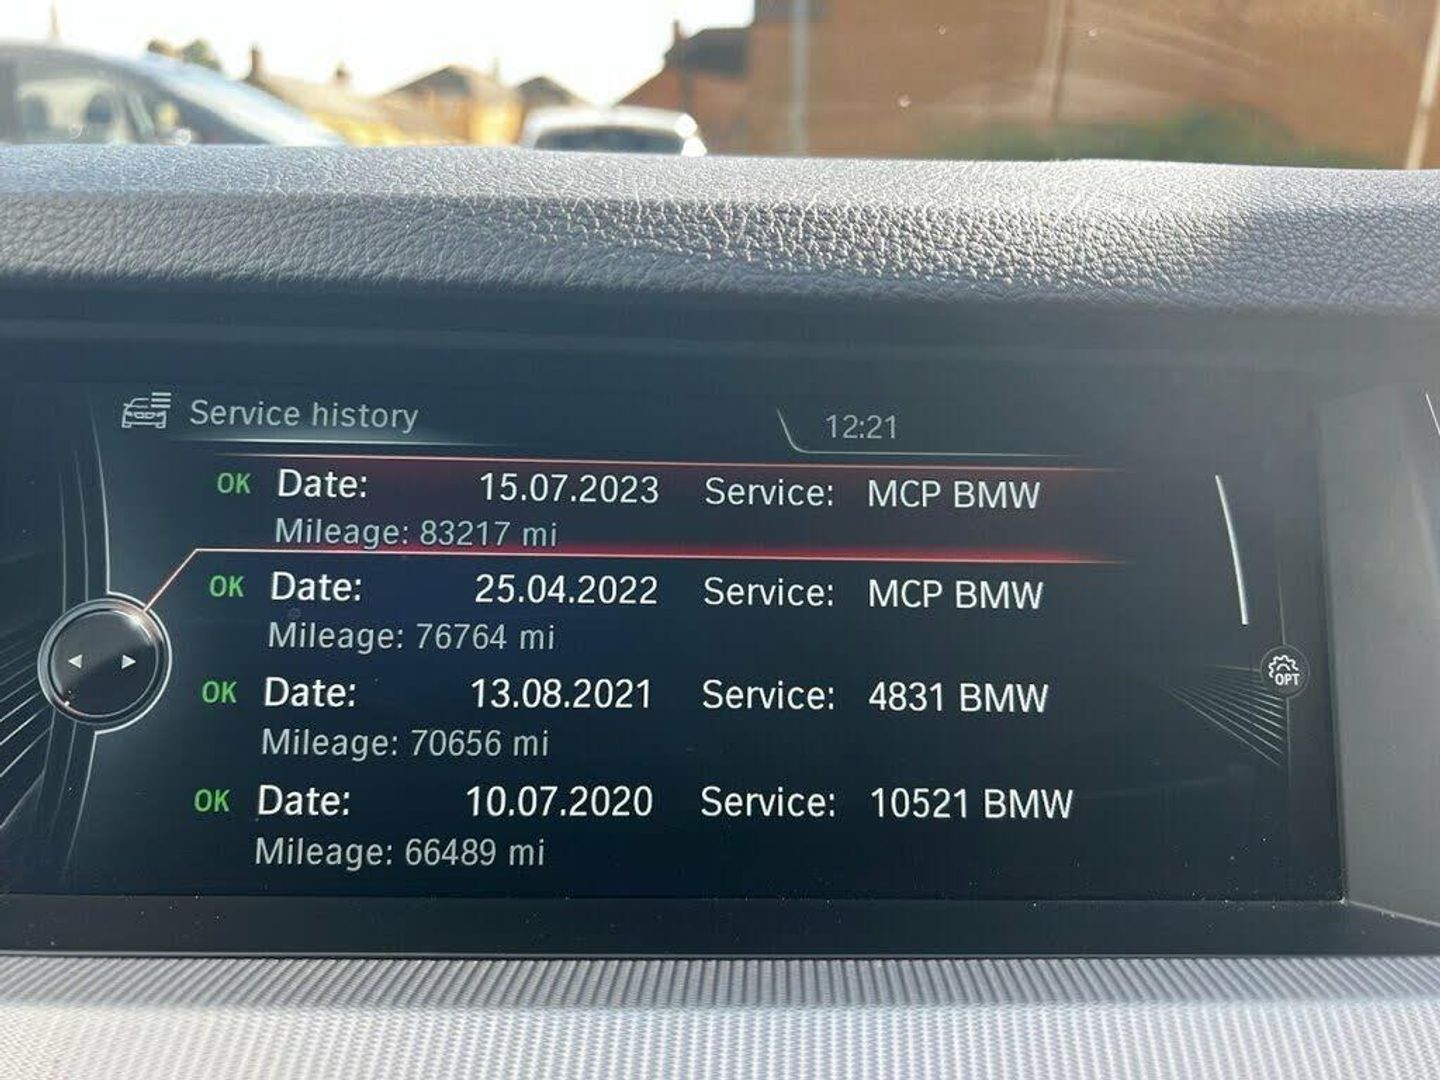 Service history
12:21
OK Date: 15.07.2023 Service: MCP BMW
Mileage: 83217 mi
OK Date: 25.04.2022 Service: MCP BMW
Mileage: 76764 mi
OK Date: 13.08.2021 Service: 4831 BMW
Mileage: 70656 mi
OPT
OK Date: 10.07.2020 Service: 10521 BMW
Mileage: 66489 mi